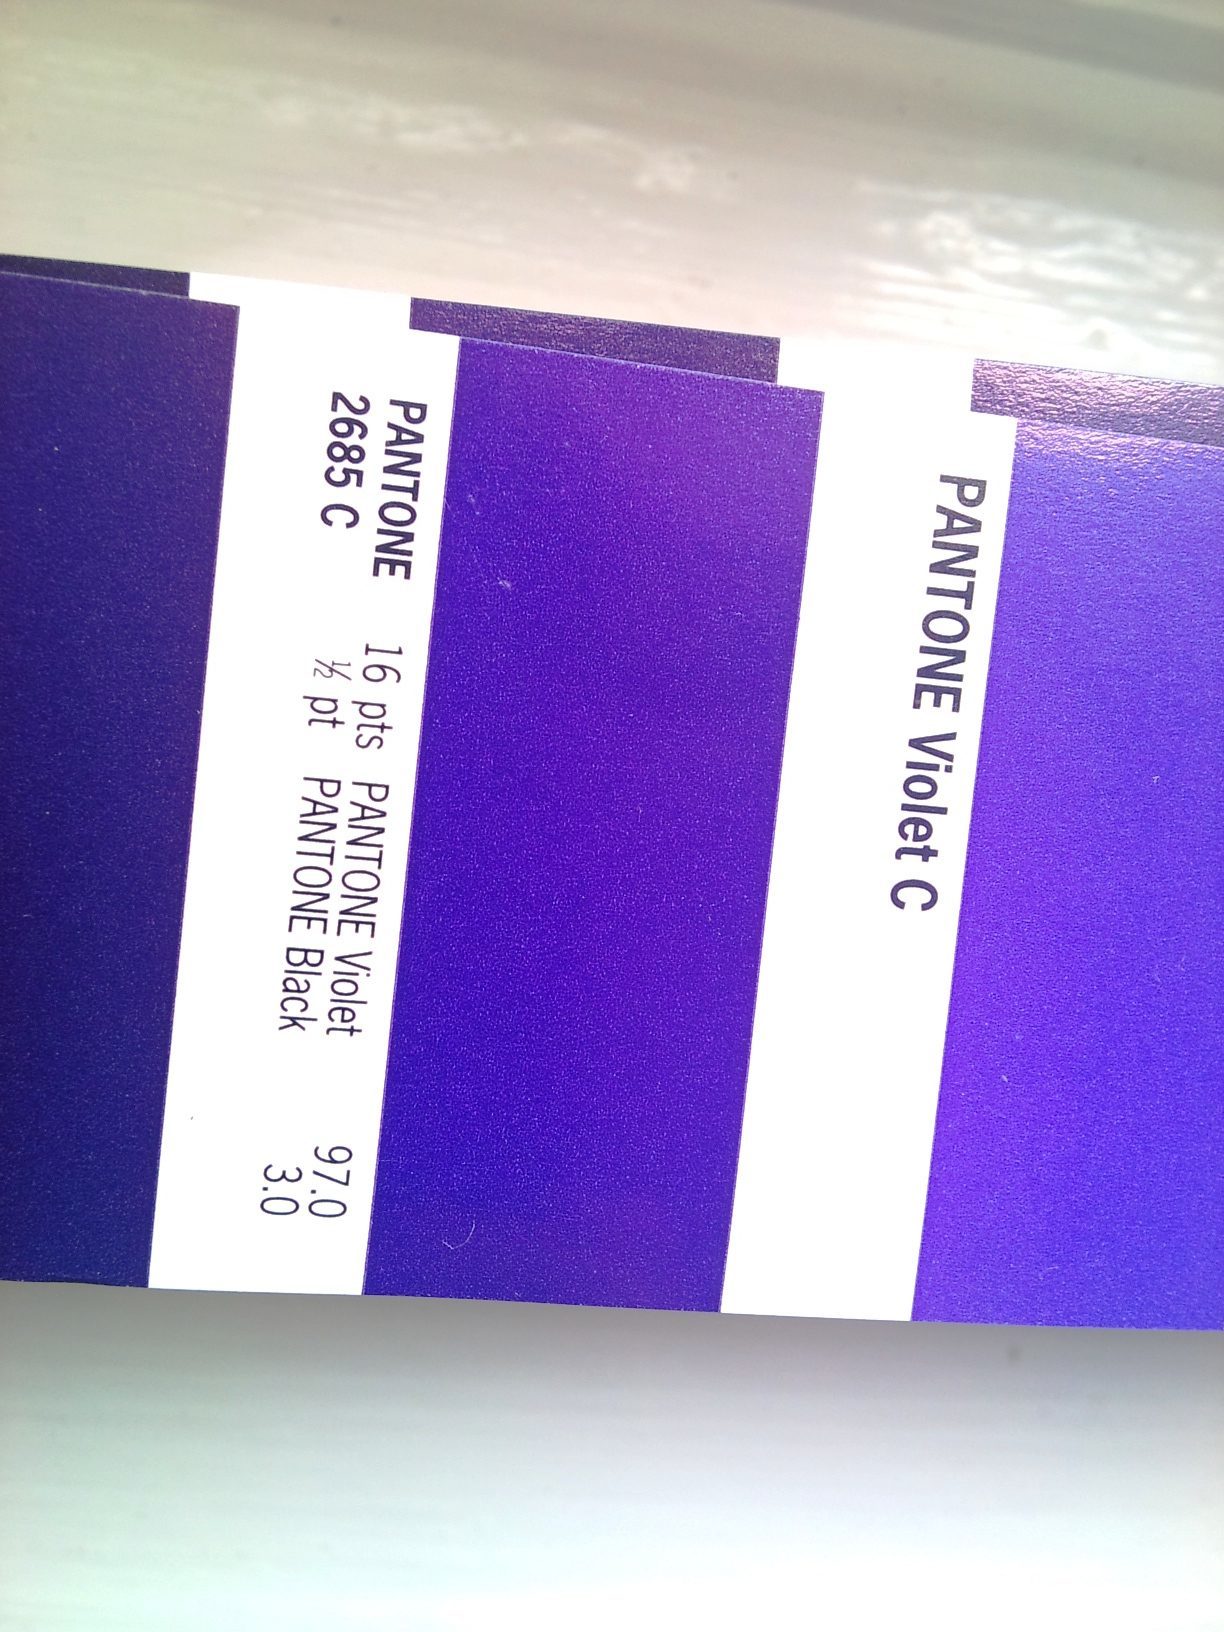 PANTONE Violet C
PANTONE 16 pts PANTONE Violet 97.0
2685 C ½ pt PANTONE Black 3.0